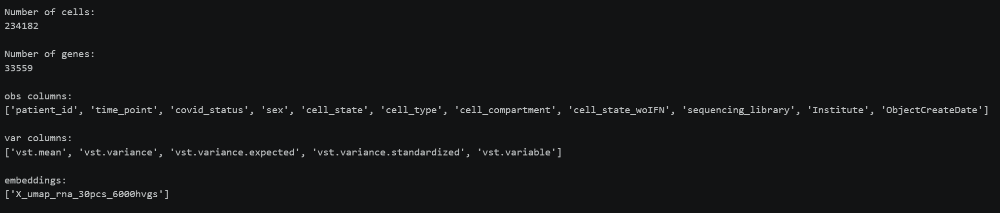 Number of cells:
234182
Number of genes:
33559
obs columns:
['patient_id', 'time_point', 'covid_status', 'sex', 'cell_state', 'cell_type', 'cell_compartment', 'cell_state_woIFN', 'sequencing_library', 'Institute', 'ObjectCreateDate']
var columns:
['vst.mean', 'vst.variance', 'vst.variance.expected', 'vst.variance.standardized', 'vst.variable']
embeddings:
['X_umap_rna_30pcs_6000hvgs']